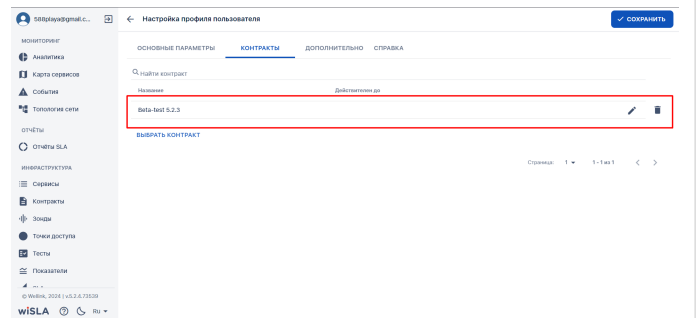 588playa@gmail.c...
Настройка профиля пользователя
СОХРАНИТЬ
МОНИТОРИНГ
Аналитика
Карта сервисов
События
Топология сети
ОТЧЁТЫ
Отчёты SLA
ИНФРАСТРУКТУРА
Сервисы
Контракты
Зонды
Точки доступа
Тесты
Показатели
© Wellink, 2024 | v.5.2.4.73539
wiSLA
Ru
ОСНОВНЫЕ ПАРАМЕТРЫ КОНТРАКТЫ ДОПОЛНИТЕЛЬНО СПРАВКА
Найти контракт
Название Действителен до
Beta-test 5.2.3
ВЫБРАТЬ КОНТРАКТ
Страница: 1 1 - 1 из 1